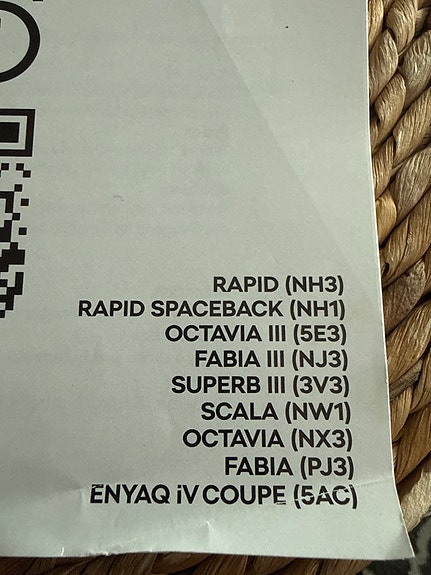 RAPID (NH3)
RAPID SPACEBACK (NH1)
OCTAVIA III (5E3)
FABIA III (NJ3)
SUPERB III (3V3)
SCALA (NW1)
OCTAVIA (NX3)
FABIA (PJ3)
ENYAQ iV COUPE (5AC)